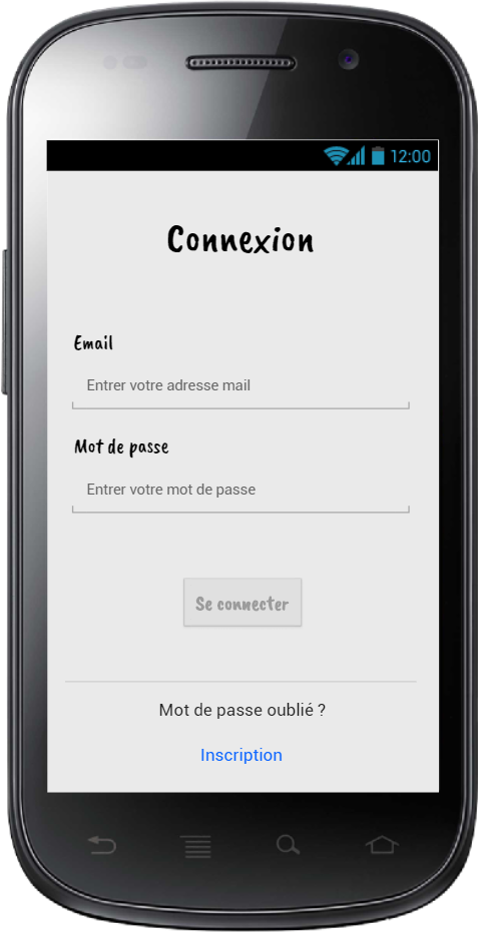 12:00
Connexion
Email
Entrer votre adresse mail
Mot de passe
Entrer votre mot de passe
Se connecter
Mot de passe oublié ?
Inscription